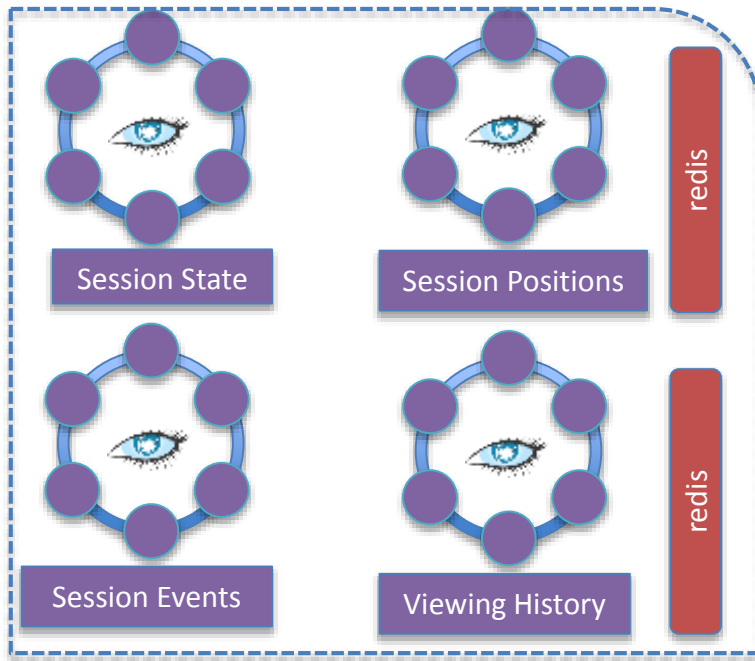 Session State
Session Positions
redis
Session Events
Viewing History
redis